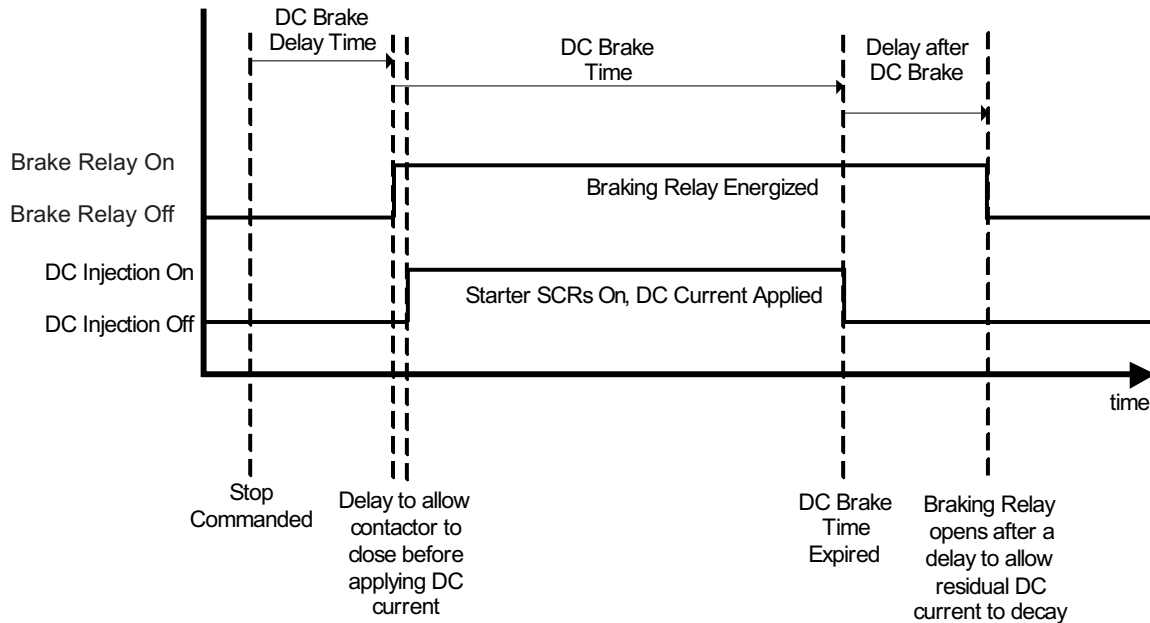 DC Brake
Delay Time
DC Brake
Time
Delay after
DC Brake
Brake Relay On
Braking Relay Energized
Brake Relay Off
DC Injection On
Starter SCRs On, DC Current Applied
DC Injection Off
time
Stop
Commanded
Delay to allow
contactor to
close before
applying DC
current
DC Brake
Time
Expired
Braking Relay
opens after a
delay to allow
residual DC
current to decay